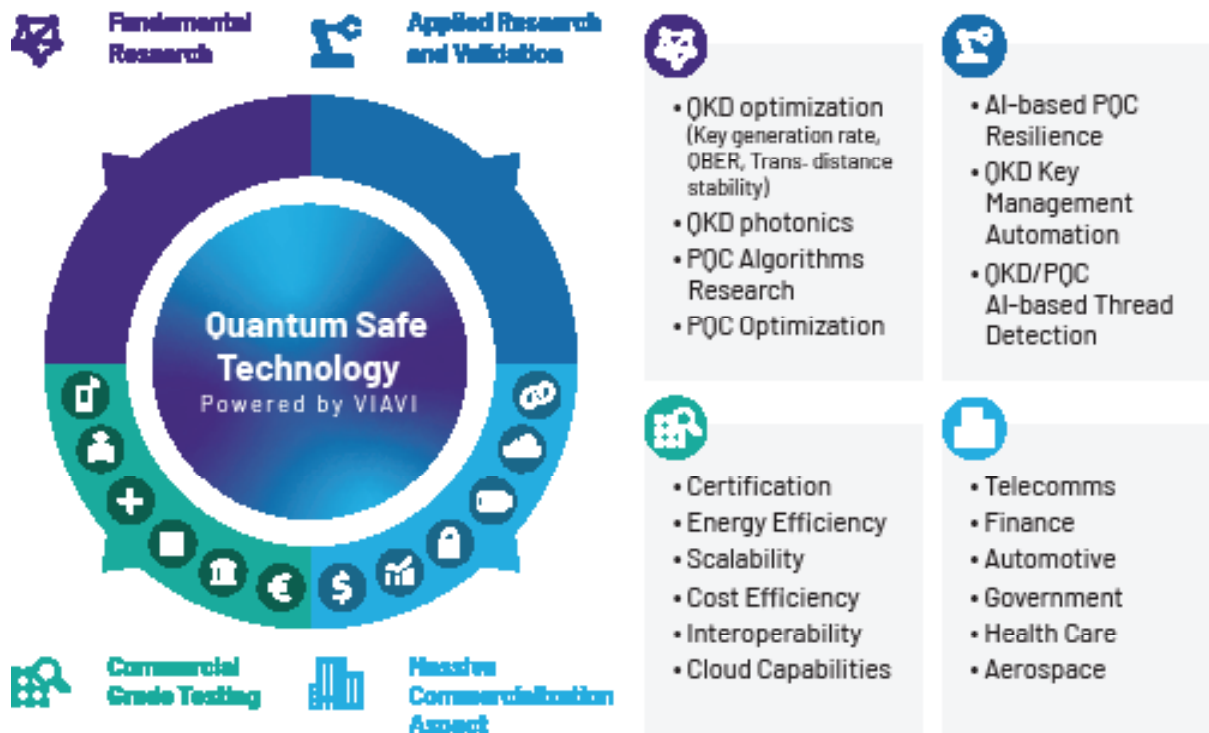 Fundamental
Research
Applied Research
and Validation
Quantum Safe
Technology
Powered by VIAVI
Commercial
Grade Testing
Massive
Commercialization
Aspect
• QKD optimization
(Key generation rate,
QBER, Trans- distance
stability)
• QKD photonics
• PQC Algorithms
Research
• PQC Optimization
• AI-based PQC
Resilience
• QKD Key
Management
Automation
• QKD/PQC
AI-based Thread
Detection
• Certification
• Energy Efficiency
• Scalability
• Cost Efficiency
• Interoperability
• Cloud Capabilities
• Telecomms
• Finance
• Automotive
• Government
• Health Care
• Aerospace